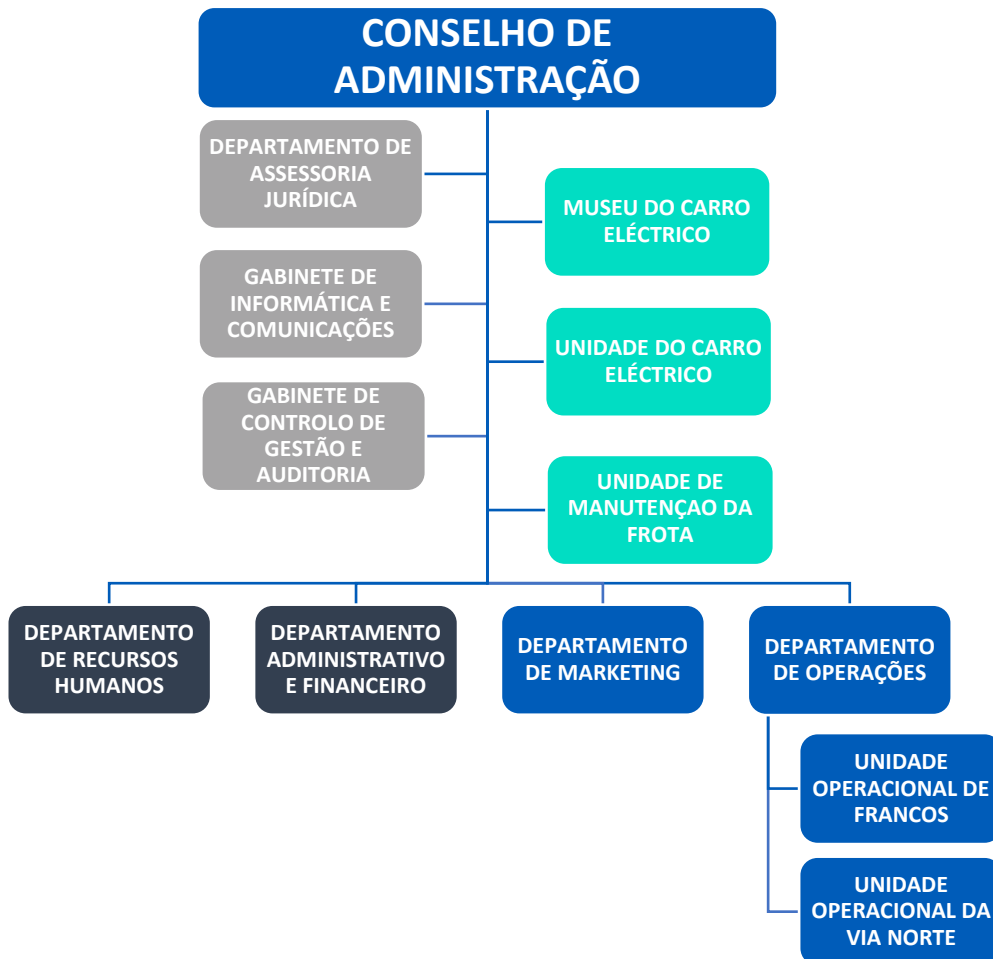 CONSELHO DE
ADMINISTRAÇÃO
DEPARTAMENTO DE
ASSESSORIA
JURÍDICA
MUSEU DO CARRO
ELÉCTRICO
GABINETE DE
INFORMÁTICA E
COMUNICAÇÕES
UNIDADE DO CARRO
ELÉCTRICO
GABINETE DE
CONTROLO DE
GESTÃO E
AUDITORIA
UNIDADE DE
MANUTENÇAO DA
FROTA
DEPARTAMENTO
DE RECURSOS
HUMANOS
DEPARTAMENTO
ADMINISTRATIVO
E FINANCEIRO
DEPARTAMENTO
DE MARKETING
DEPARTAMENTO
DE OPERAÇÕES
UNIDADE
OPERACIONAL DE
FRANCOS
UNIDADE
OPERACIONAL DA
VIA NORTE